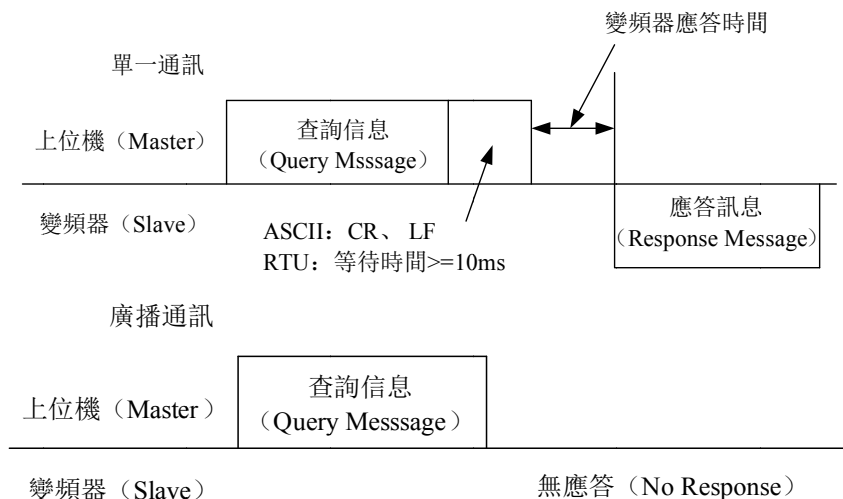 變頻器應答時間
單一通訊
上位機（Master）
查詢信息
（Query Msssage）
變頻器（Slave）
ASCII：CR、 LF
RTU：等待時間>=10ms
應答訊息
（Response Message）
廣播通訊
上位機（Master）
查詢信息
（Query Messsage）
變頻器（Slave）
無應答（No Response）